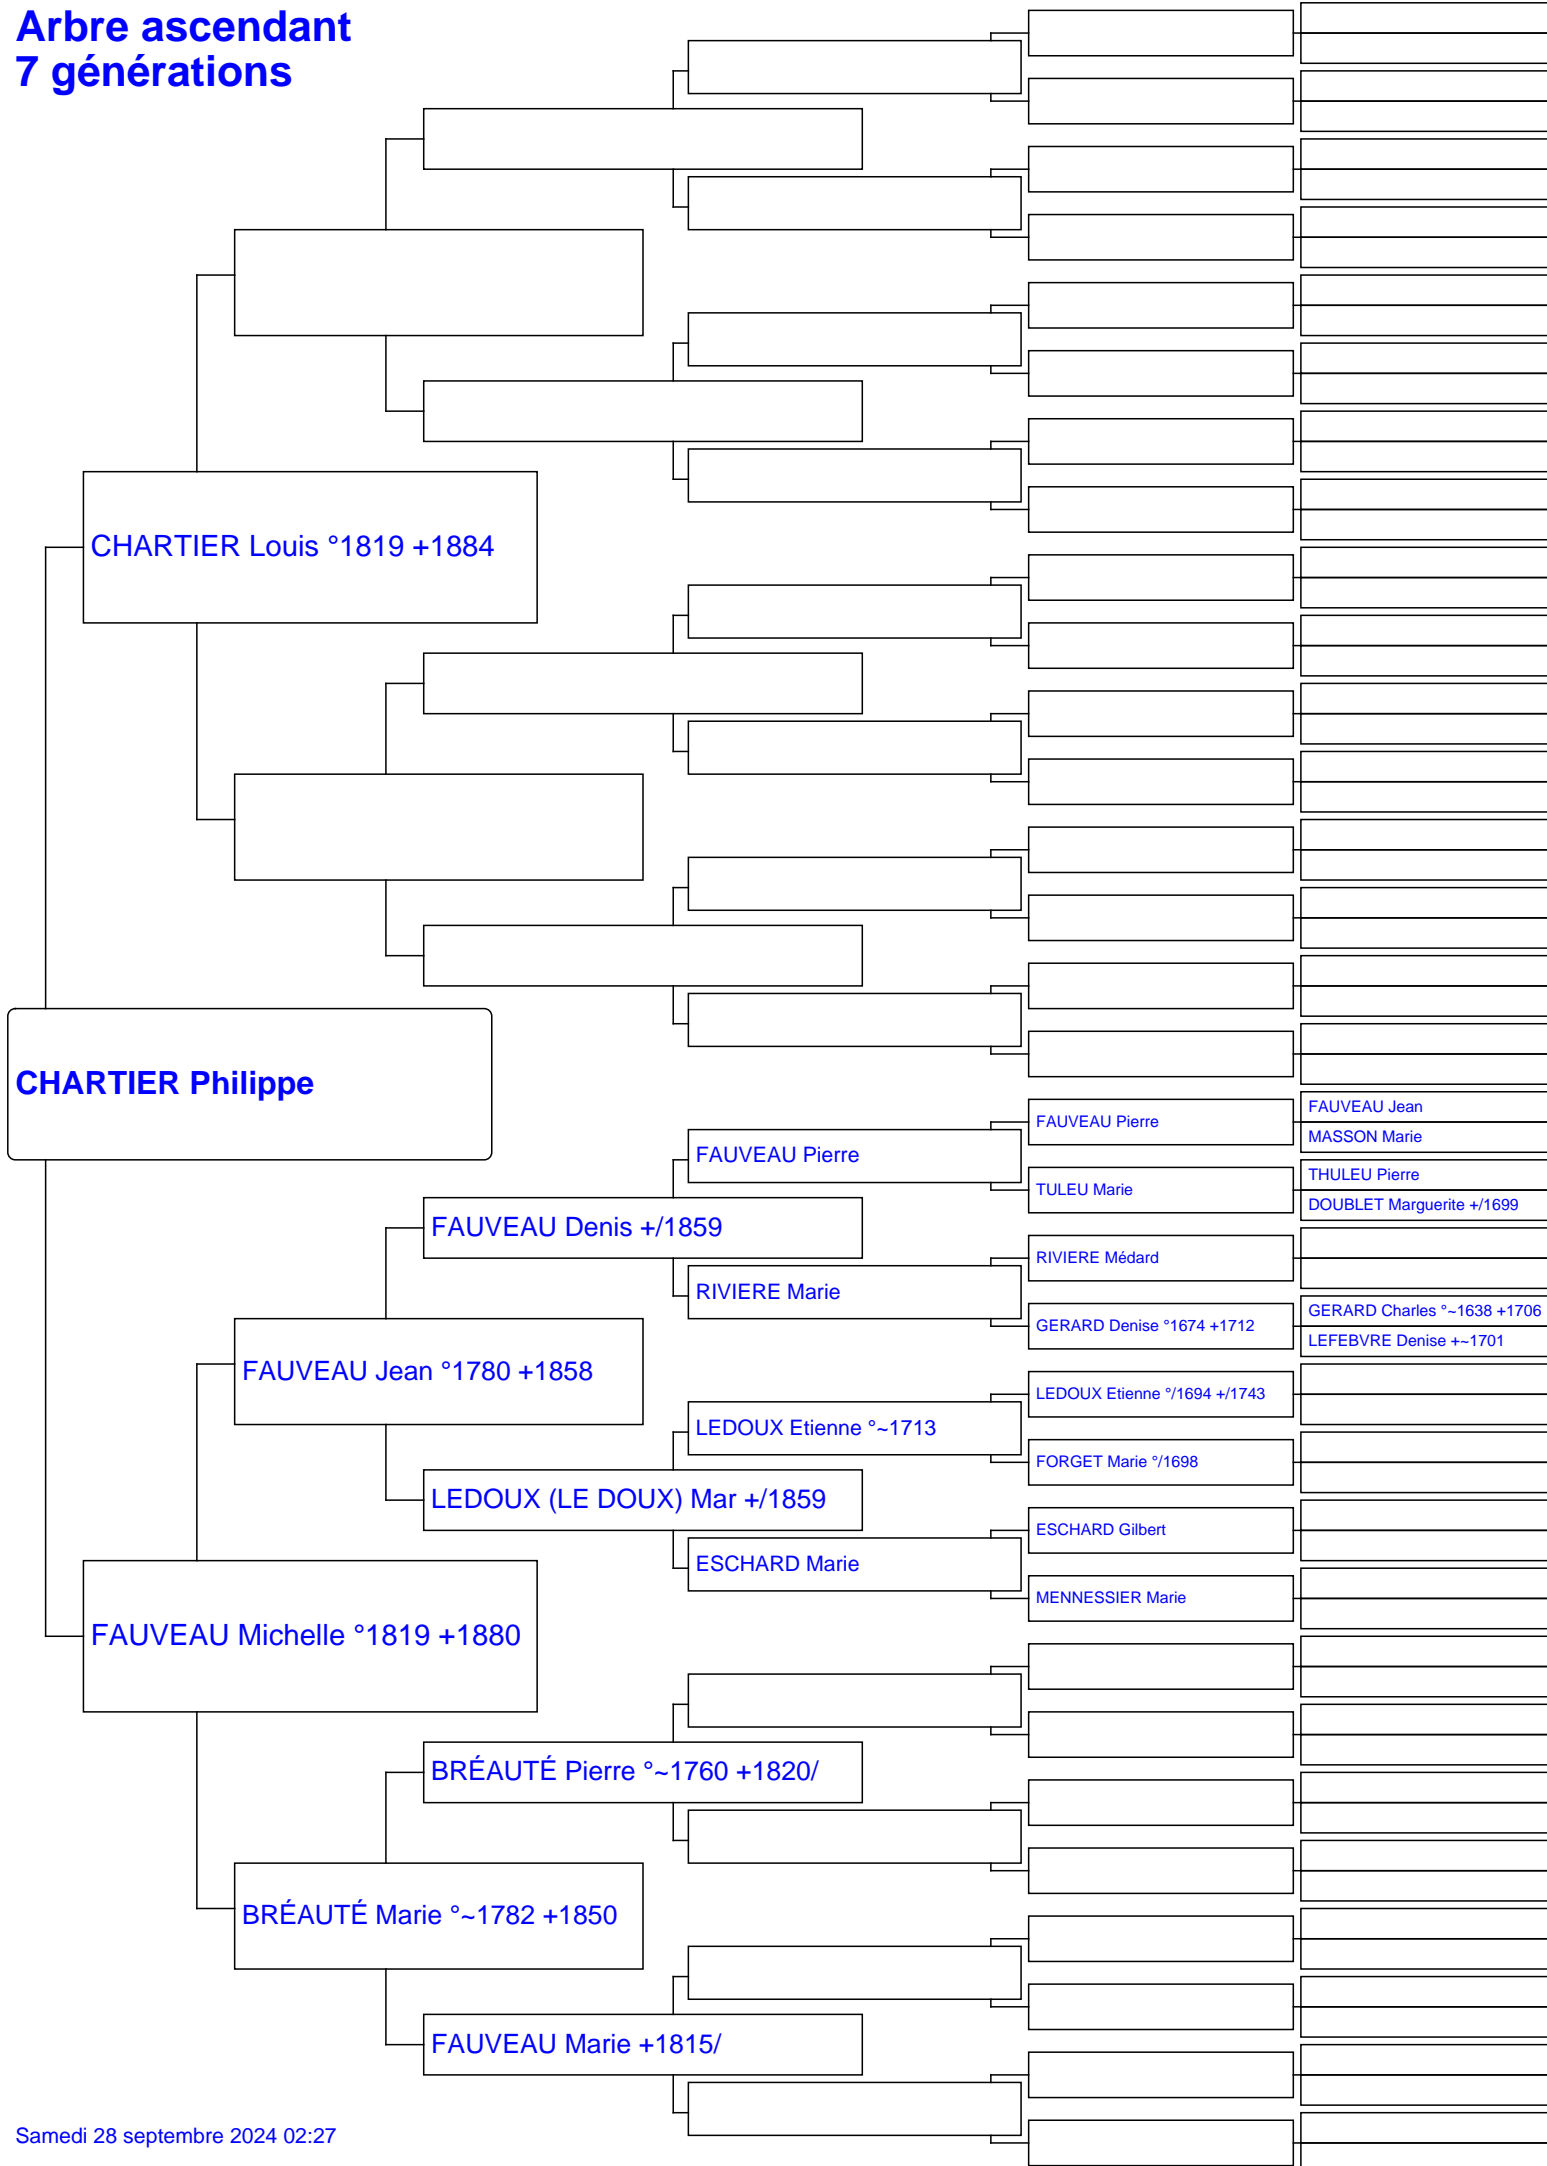 Arbre ascendant
7 générations
CHARTIER Louis °1819 +1884
CHARTIER Philippe
FAUVEAU Jean
FAUVEAU Pierre
MASSON Marie
FAUVEAU Pierre
THULEU Pierre
TULEU Marie
DOUBLET Marguerite +/1699
FAUVEAU Denis +/1859
RIVIERE Médard
RIVIERE Marie
GERARD Charles °~1638 +1706
GERARD Denise °1674 +1712
LEFEBVRE Denise +~1701
FAUVEAU Jean °1780 +1858
LEDOUX Etienne °/1694 +/1743
LEDOUX Etienne °~1713
FORGET Marie °/1698
LEDOUX (LE DOUX) Mar +/1859
ESCHARD Gilbert
ESCHARD Marie
MENNESSIER Marie
FAUVEAU Michelle °1819 +1880
BRÉAUTÉ Pierre °~1760 +1820/
BRÉAUTÉ Marie °~1782 +1850
FAUVEAU Marie +1815/
Samedi 28 septembre 2024 02:27